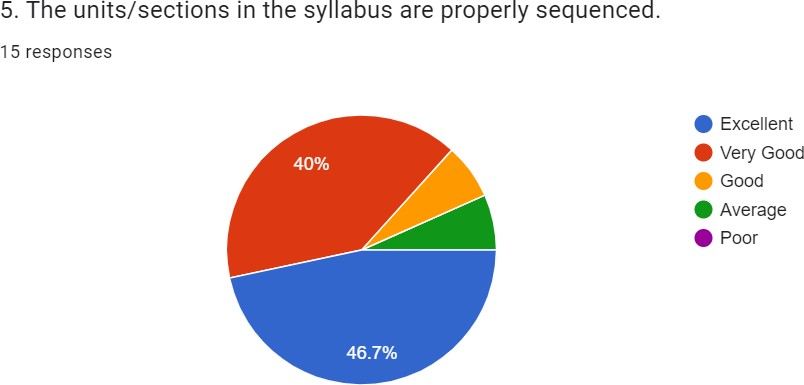 5. The units/sections in the syllabus are properly sequenced.
15 responses
40%
46.7%
Excellent
Very Good
Good
Average
Poor